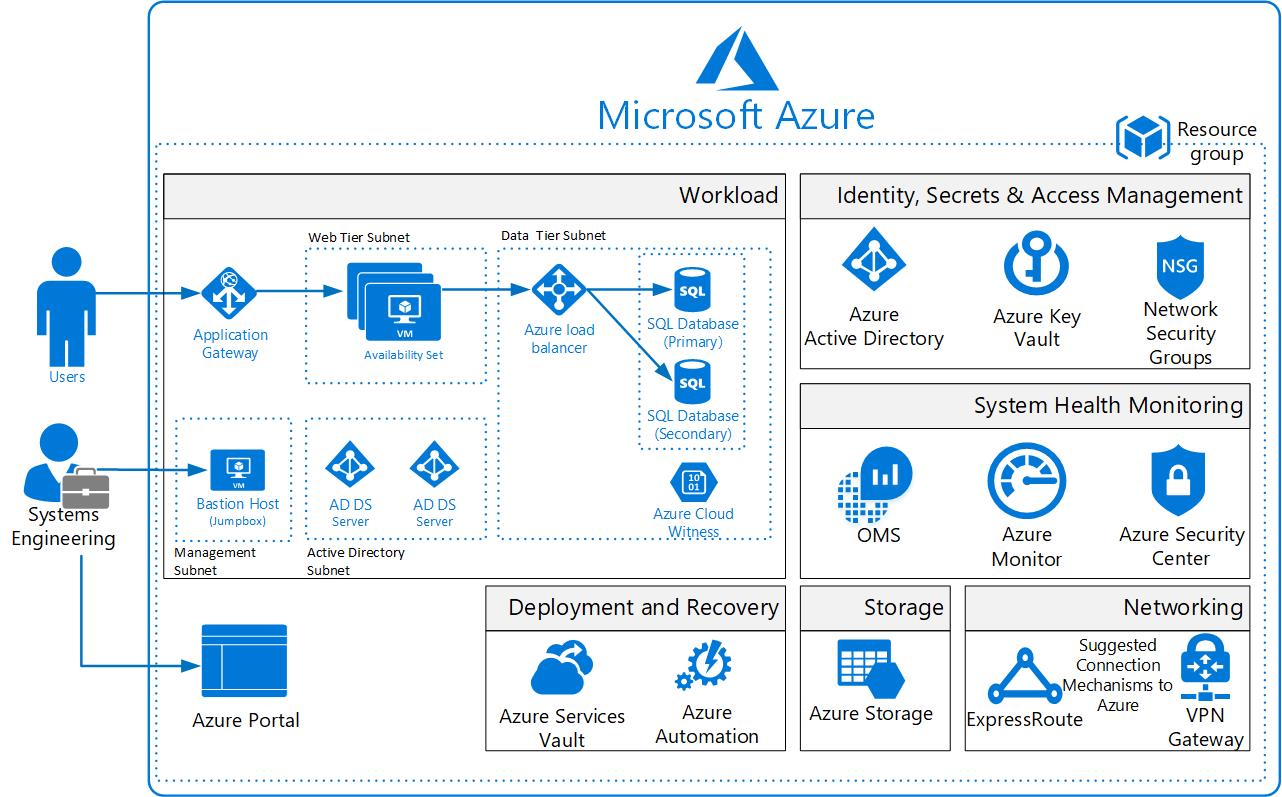 Microsoft Azure
Resource
group
Workload
Identity, Secrets & Access Management
Web Tier Subnet
Data Tier Subnet
Users
Application
Gateway
VM
Availability Set
Azure load
balancer
SQL
SQL Database
(Primary)
SQL
SQL Database
(Secondary)
10
01
Azure Cloud
Witness
Azure
Active Directory
Azure Key
Vault
NSG
Network
Security
Groups
Systems
Engineering
VM
Bastion Host
(Jumpbox)
Management
Subnet
AD DS
Server
AD DS
Server
Active Directory
Subnet
System Health Monitoring
OMS
Azure
Monitor
Azure Security
Center
Azure Portal
Deployment and Recovery
Azure Services
Vault
Azure
Automation
Storage
Azure Storage
Networking
ExpressRoute
Suggested
Connection
Mechanisms to
Azure
VPN
Gateway